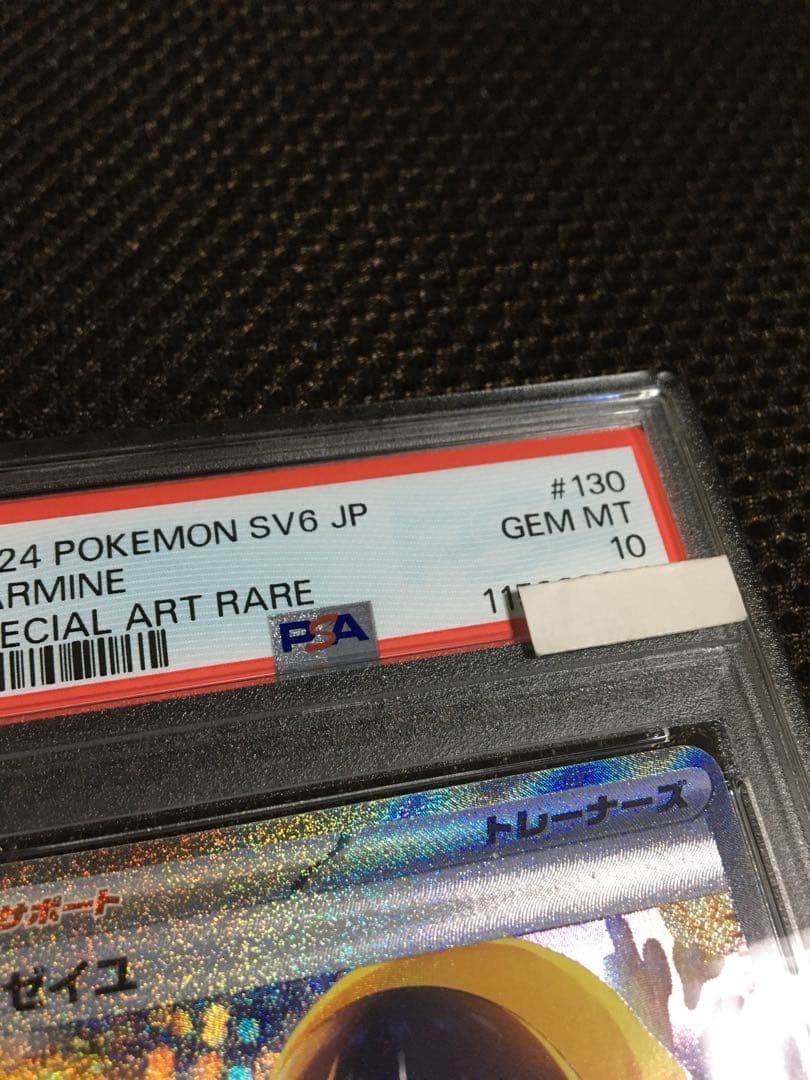 #130
24 POKEMON SV6 JP
GEM MT
ARMINE
10
ECIAL ART RARE
PSA
トレーナーズ
サポート
ゼイユ